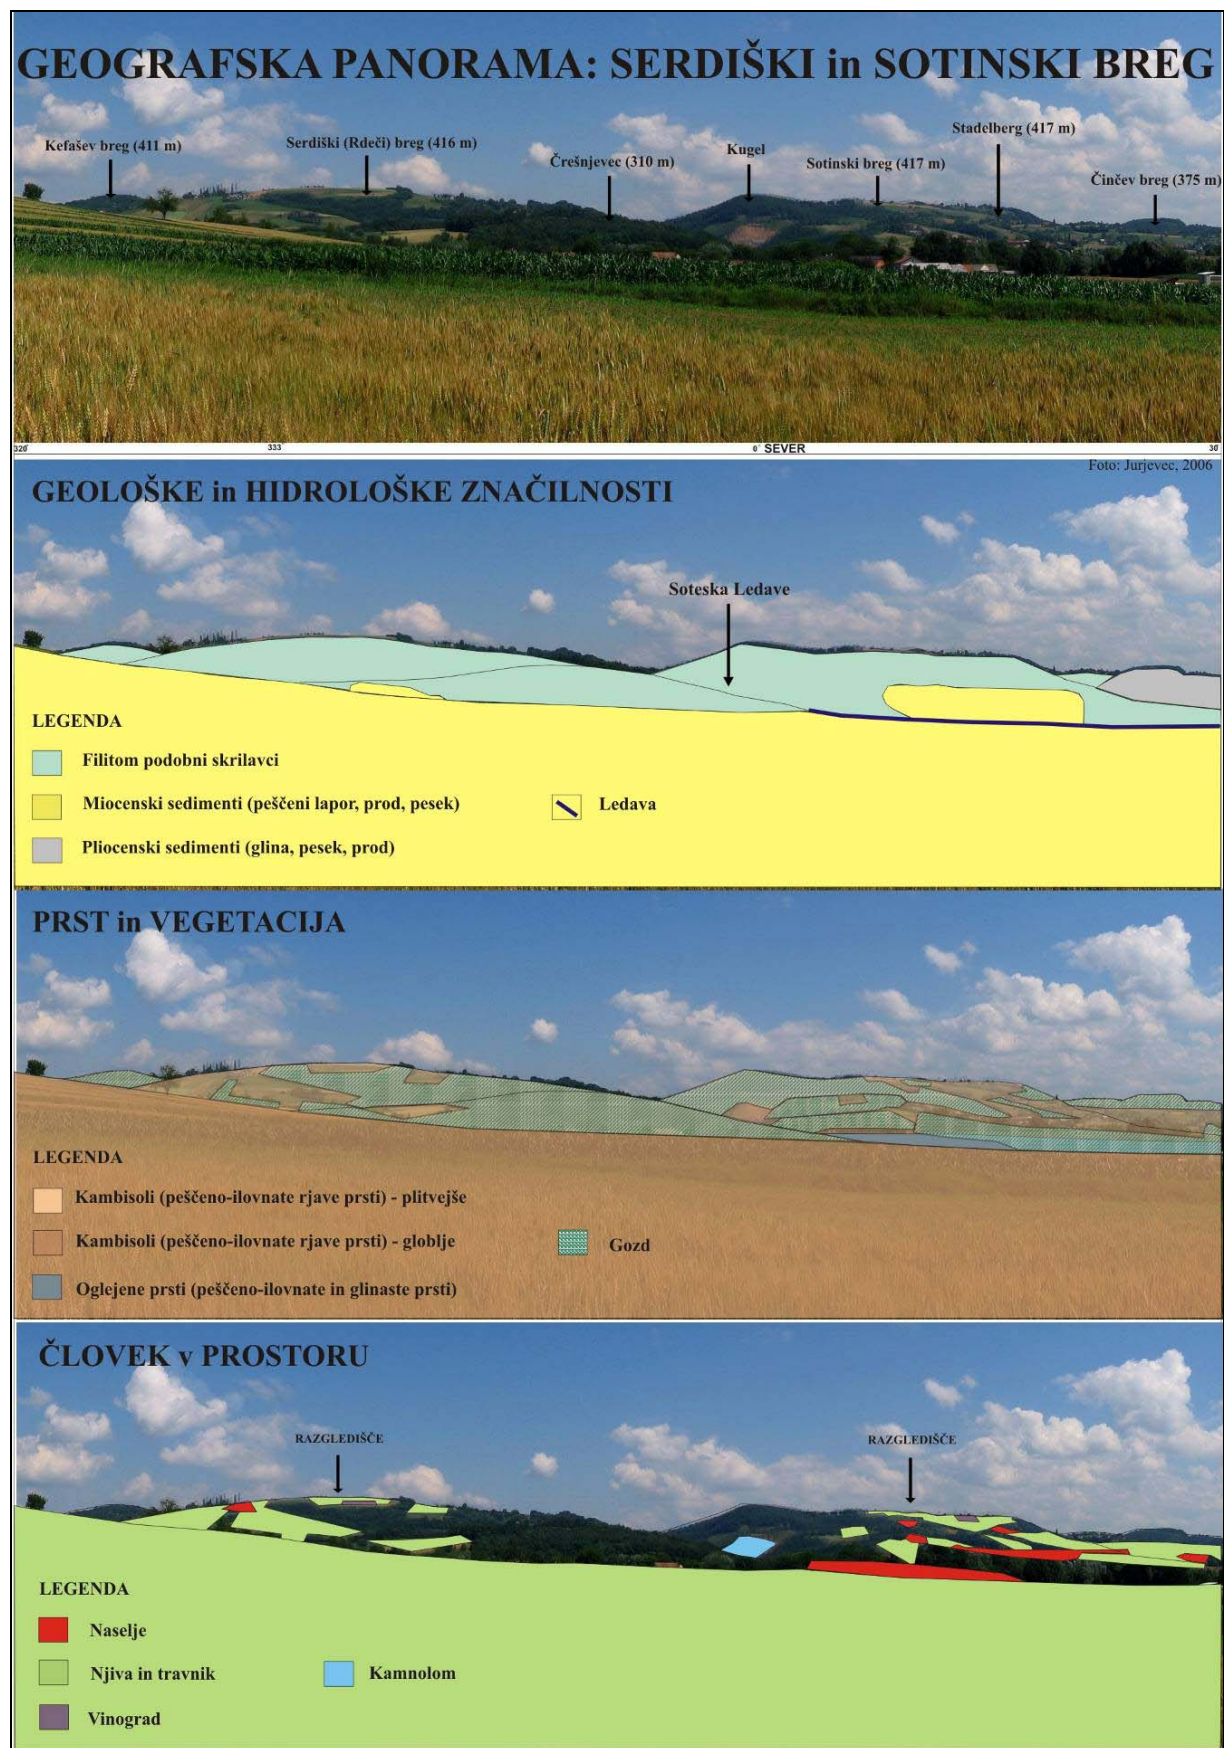 GEOGRAFSKA PANORAMA: SERDIŠKI in SOTINSKI BREG
Kefašev breg (411 m)
Serdiški (Rdeči) breg (416 m)
Črešnjevec (310 m)
Kugel
Sotinski breg (417 m)
Stadelberg (417 m)
Činčev breg (375 m)
320°
333
0° SEVER
30
Foto: Jurjevec, 2006
GEOLOŠKE in HIDROLOŠKE ZNAČILNOSTI
Soteska Ledave
LEGENDA
Filitom podobni skrilavci
Miocenski sedimenti (peščeni lapor, prod, pesek)
Ledava
Pliocenski sedimenti (glina, pesek, prod)
PRST in VEGETACIJA
LEGENDA
Kambisoli (peščeno-ilovnate rjave prsti) - plitvejše
Kambisoli (peščeno-ilovnate rjave prsti) - globlje
Gozd
Oglejene prsti (peščeno-ilovnate in glinaste prsti)
ČLOVEK v PROSTORU
RAZGLEDIŠČE
RAZGLEDIŠČE
LEGENDA
Naselje
Njiva in travnik
Kamnolom
Vinograd